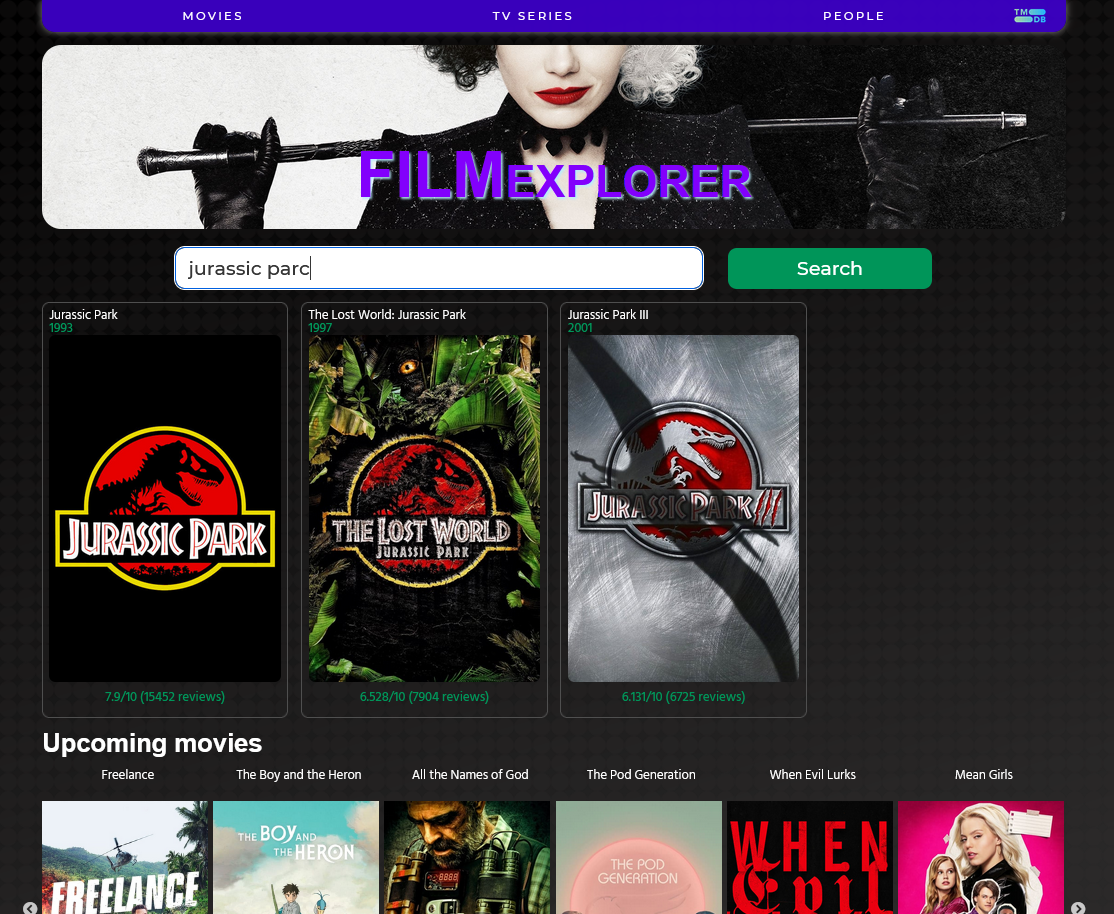 MOVIES
TV SERIES
PEOPLE
TM
DB
FILMEXPLORER
jurassic parc
Search
Jurassic Park
1993
JURASSIC PARK
7.9/10 (15452 reviews)
The Lost World: Jurassic Park
1997
THE LOST WORLD
JURASSIC PARK
6.528/10 (7904 reviews)
Jurassic Park III
2001
JURASSIC PARK III
6.131/10 (6725 reviews)
Upcoming movies
Freelance
The Boy and the Heron
All the Names of God
The Pod Generation
When Evil Lurks
Mean Girls
FREELANCE
THE BOY AND
THE HERON
THE POD
GENERATION
WHEN
Evil